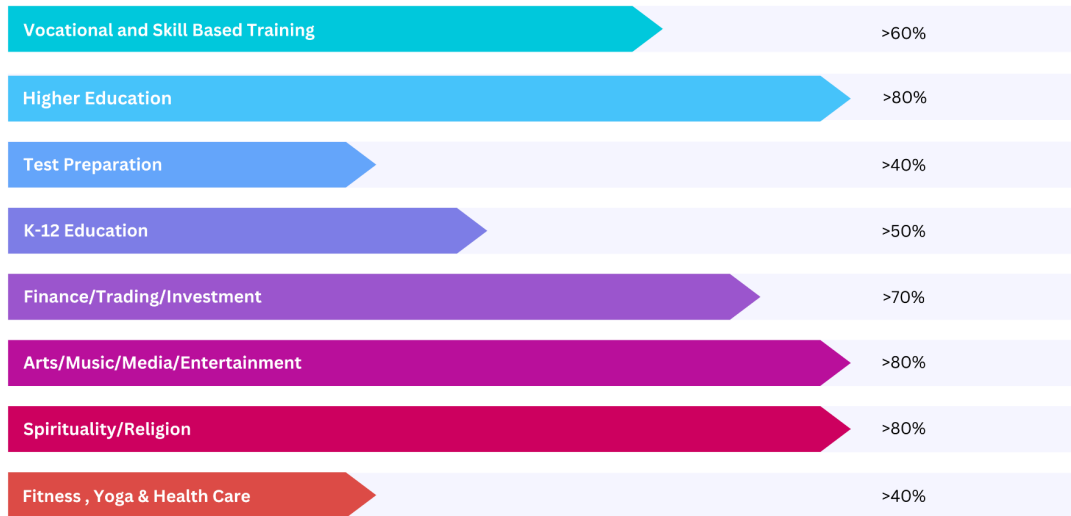 Vocational and Skill Based Training >60%
Higher Education >80%
Test Preparation >40%
K-12 Education >50%
Finance/Trading/Investment >70%
Arts/Music/Media/Entertainment >80%
Spirituality/Religion >80%
Fitness , Yoga & Health Care >40%